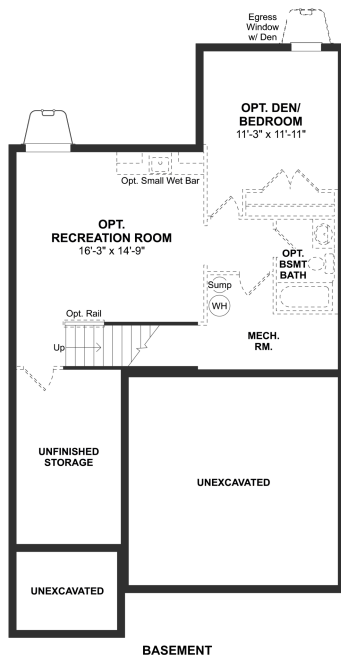 Egress
Window
w/ Den
OPT. DEN/
BEDROOM
11'-3" x 11'-11"
Opt. Small Wet Bar
OPT.
RECREATION ROOM
16'-3" x 14'-9"
OPT.
BSMT
BATH
Sump
WH
Opt. Rail
Up
MECH.
RM.
UNFINISHED
STORAGE
UNEXCAVATED
UNEXCAVATED
BASEMENT